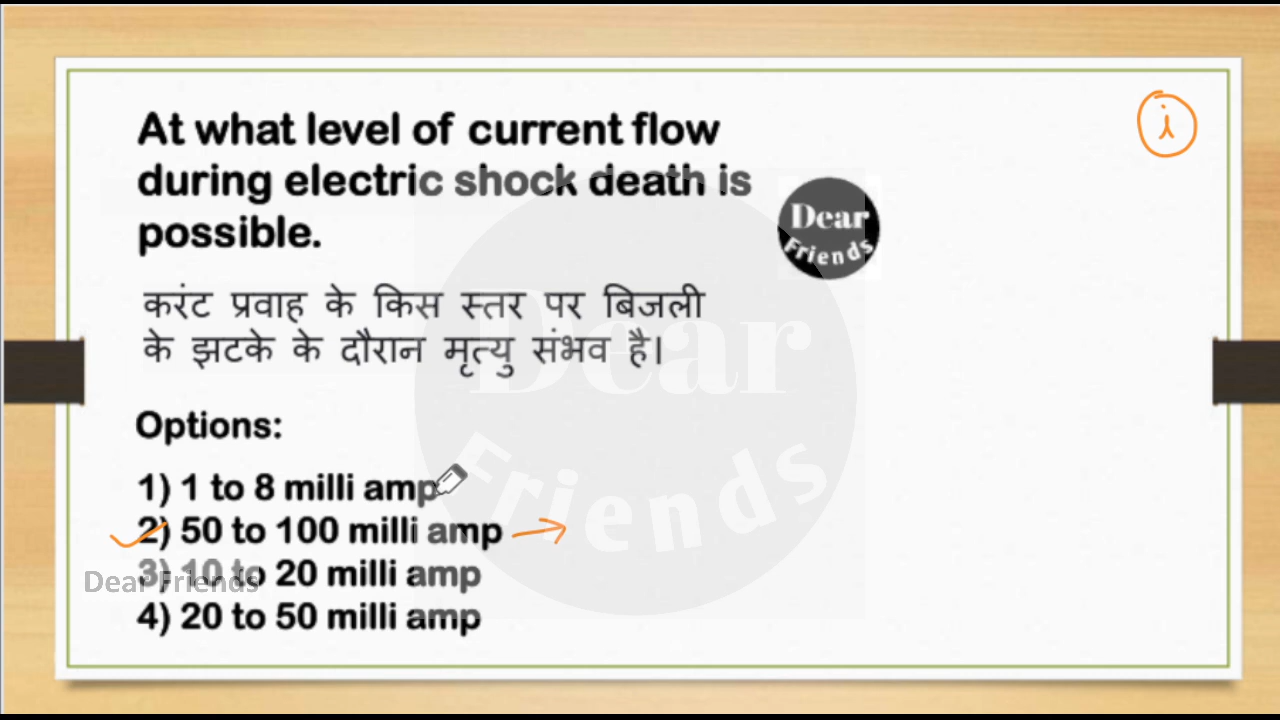 At what level of current flow
during electric shock death is
possible.
i
Dear
Friends
करंट प्रवाह के किस स्तर पर बिजली
के झटके के दौरान मृत्यु संभव है।
Dear
Friends
Options:
1) 1 to 8 milli amp
2) 50 to 100 milli amp
3) 10 to 20 milli amp
Dear Friends
4) 20 to 50 milli amp